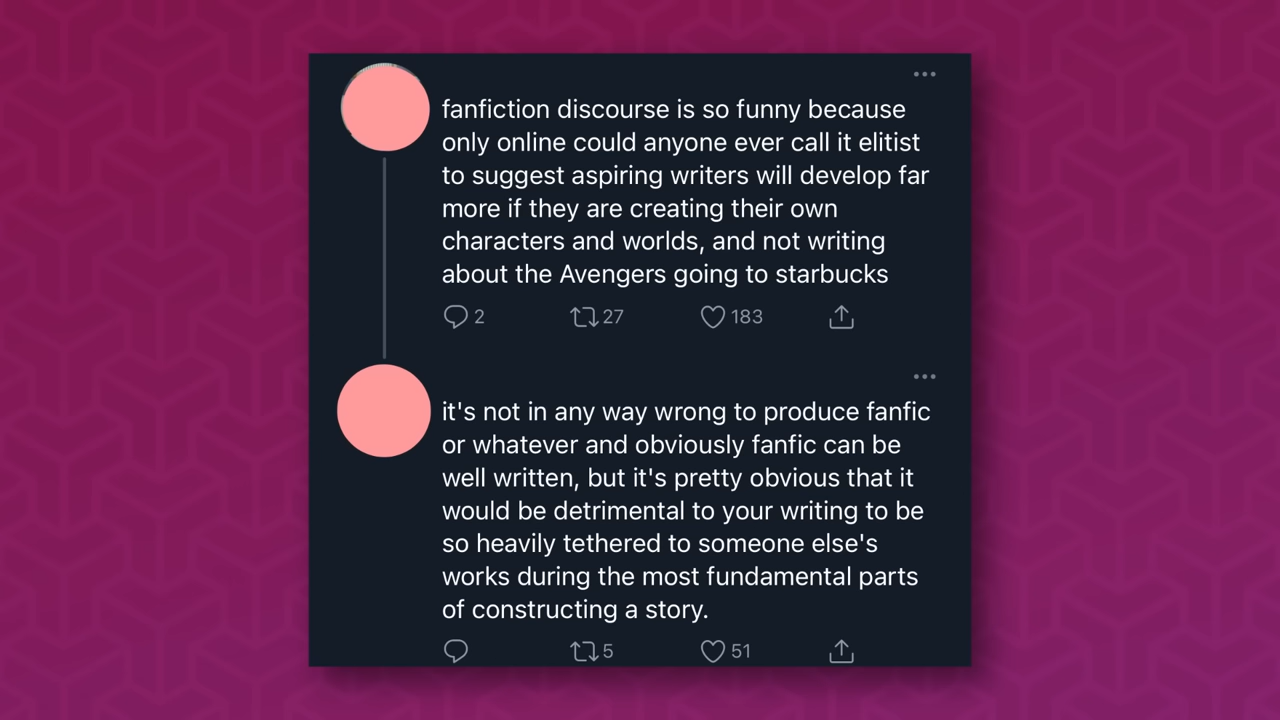 fanfiction discourse is so funny because
only online could anyone ever call it elitist
to suggest aspiring writers will develop far
more if they are creating their own
characters and worlds, and not writing
about the Avengers going to starbucks
2 27 183
it's not in any way wrong to produce fanfic
or whatever and obviously fanfic can be
well written, but it's pretty obvious that it
would be detrimental to your writing to be
so heavily tethered to someone else's
works during the most fundamental parts
of constructing a story.
5 51